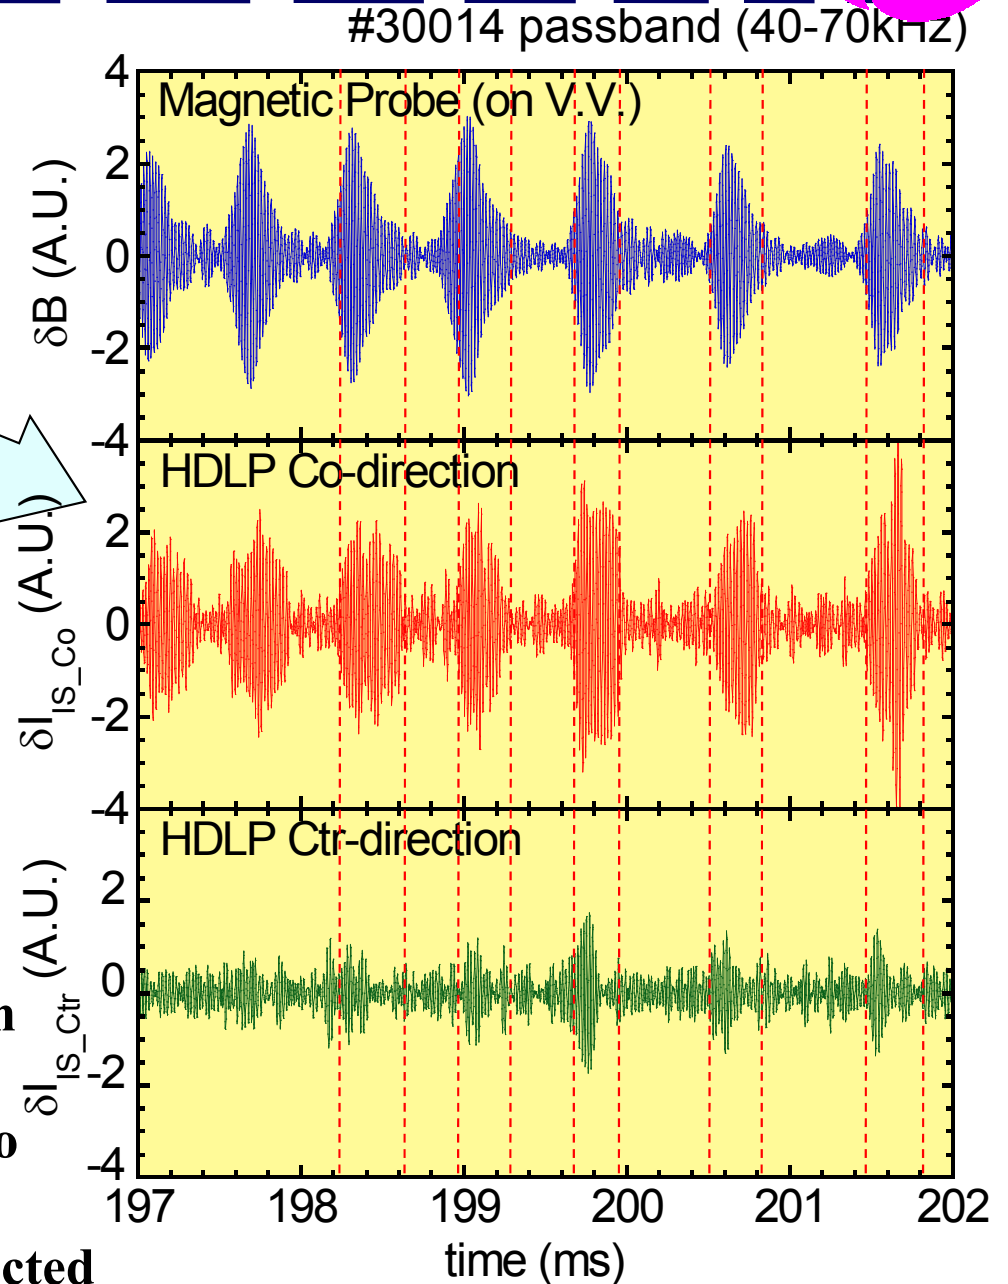 #30014 passband (40-70kHz)
Magnetic Probe (on V.V.)
δB (A.U.)
4
2
0
-2
-4
HDLP Co-direction
δI_IS_Co (A.U.)
2
0
-2
-4
HDLP Ctr-direction
δI_IS_Ctr (A.U.)
2
0
-2
-4
197 198 199 200 201 202
time (ms)
n
o
cted